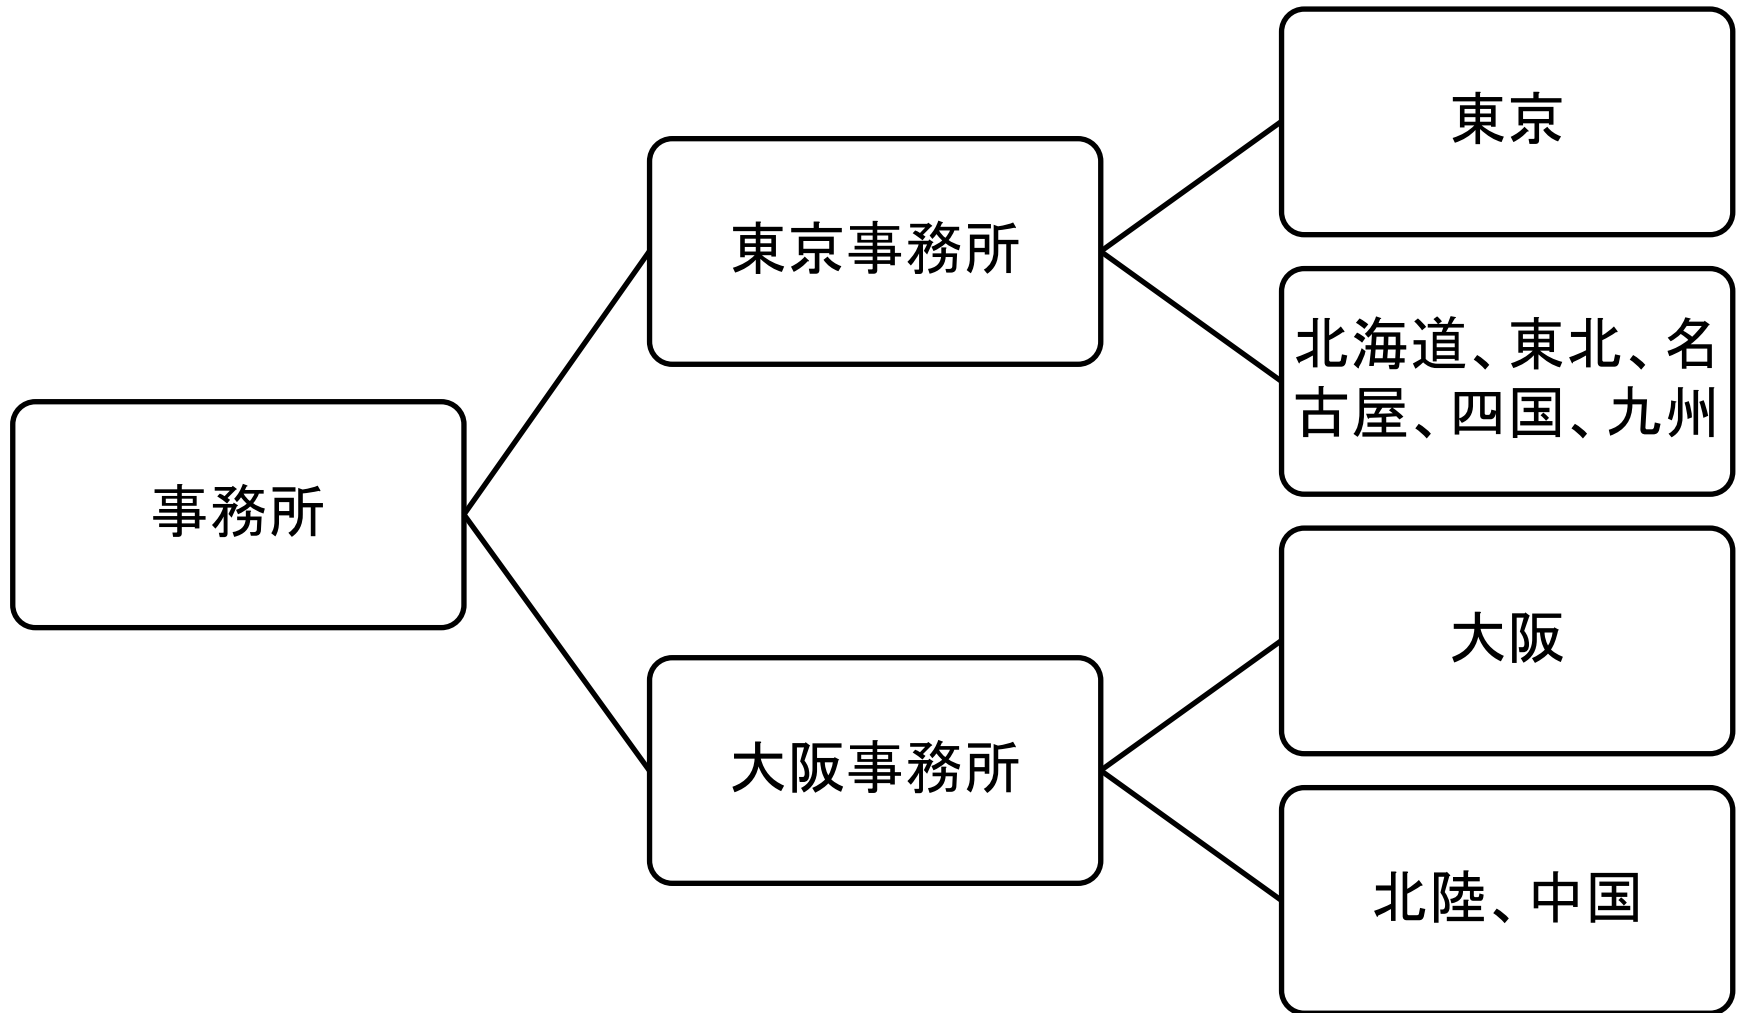 事務所
東京事務所
東京
北海道、東北、名
古屋、四国、九州
大阪事務所
大阪
北陸、中国